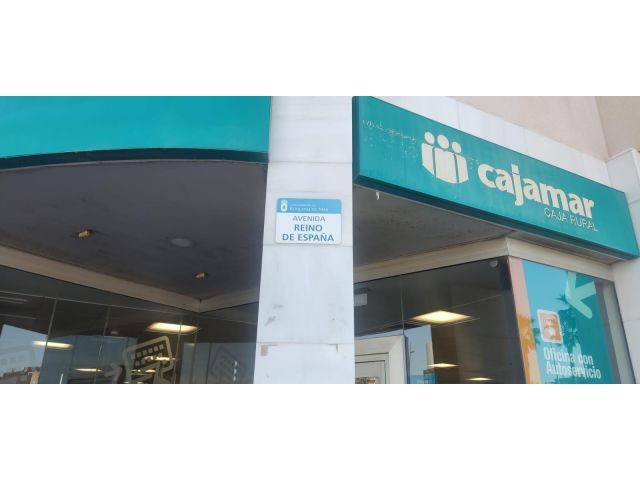 AVENIDA
REINO
DE ESPAÑA
cajamar
CAJA RURAL
Oficina con
Autoservicio